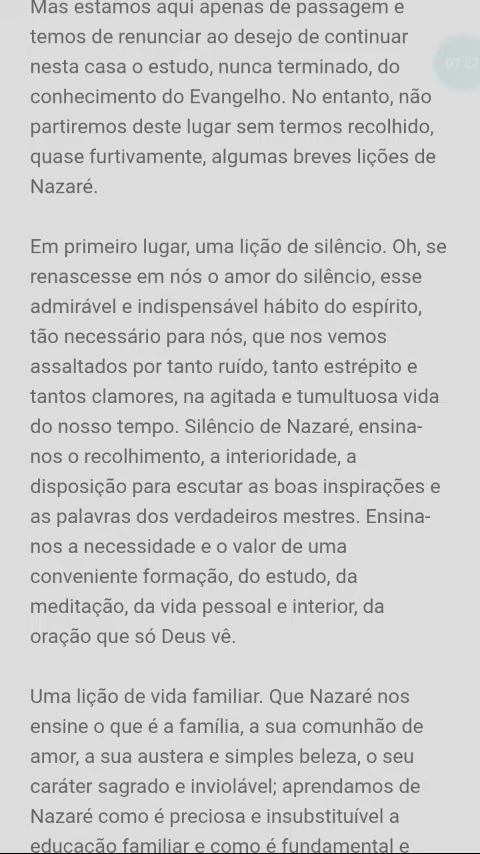 Mas estamos aqui apenas de passagem e
temos de renunciar ao desejo de continuar
nesta casa o estudo, nunca terminado, do
conhecimento do Evangelho. No entanto, não
partiremos deste lugar sem termos recolhido,
quase furtivamente, algumas breves lições de
Nazaré.
Em primeiro lugar, uma lição de silêncio. Oh, se
renascesse em nós o amor do silêncio, esse
admirável e indispensável hábito do espírito,
tão necessário para nós, que nos vemos
assaltados por tanto ruído, tanto estrépito e
tantos clamores, na agitada e tumultuosa vida
do nosso tempo. Silêncio de Nazaré, ensina-
nos o recolhimento, a interioridade, a
disposição para escutar as boas inspirações e
as palavras dos verdadeiros mestres. Ensina-
nos a necessidade e o valor de uma
conveniente formação, do estudo, da
meditação, da vida pessoal e interior, da
oração que só Deus vê.
Uma lição de vida familiar. Que Nazaré nos
ensine o que é a família, a sua comunhão de
amor, a sua austera e simples beleza, o seu
caráter sagrado e inviolável; aprendamos de
Nazaré como é preciosa e insubstituível a
educação familiar e como é fundamental e